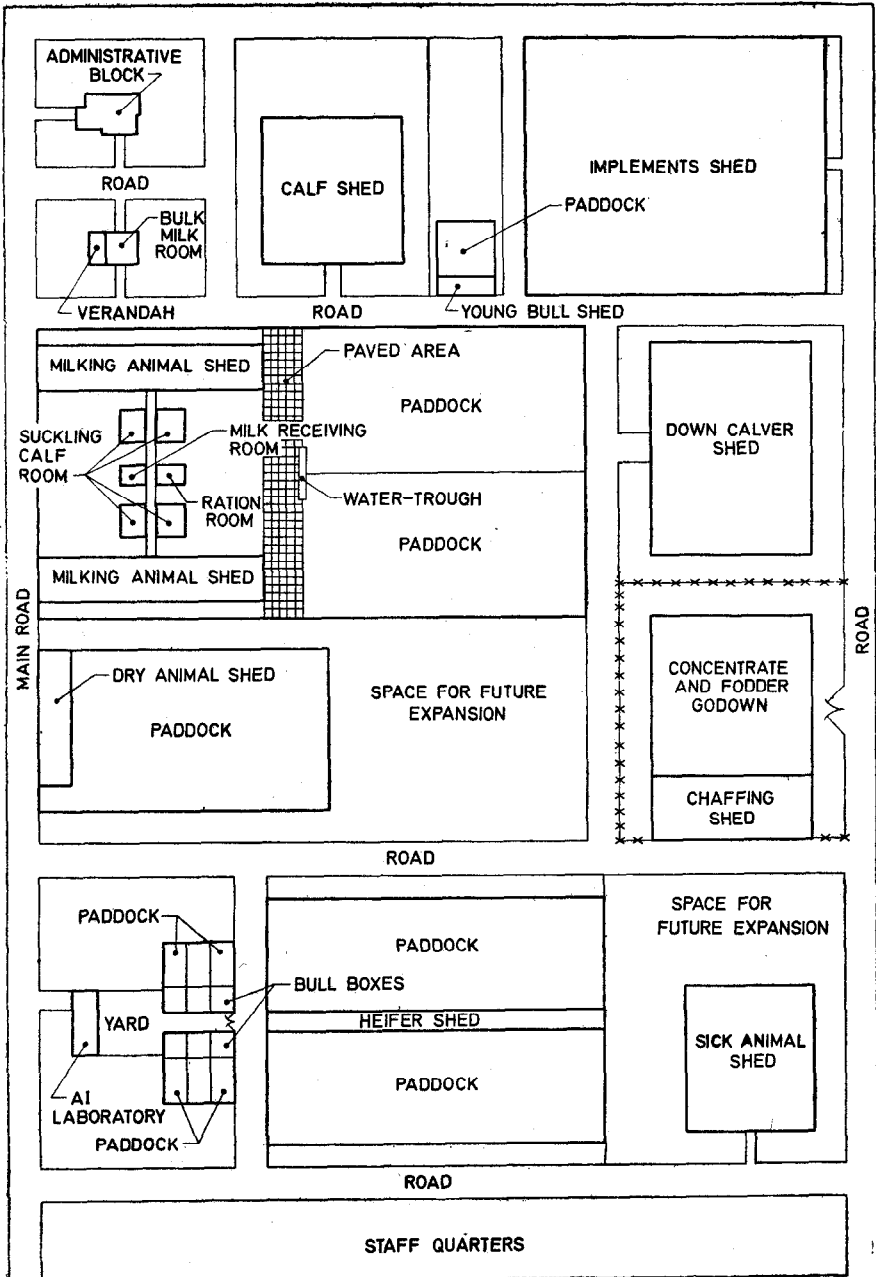 ADMINISTRATIVE
BLOCK
ROAD
BULK
MILK
ROOM
VERANDAH
CALF SHED
ROAD
PADDOCK
YOUNG BULL SHED
IMPLEMENTS SHED
MILKING ANIMAL SHED
PAVED AREA
PADDOCK
SUCKLING
CALF
ROOM
MILK RECEIVING
ROOM
RATION
ROOM
WATER-TROUGH
PADDOCK
MILKING ANIMAL SHED
DOWN CALVER
SHED
MAIN ROAD
ROAD
DRY ANIMAL SHED
PADDOCK
SPACE FOR FUTURE
EXPANSION
CONCENTRATE
AND FODDER
GODOWN
CHAFFING
SHED
ROAD
PADDOCK
BULL BOXES
YARD
AI
LABORATORY
PADDOCK
PADDOCK
HEIFER SHED
PADDOCK
SPACE FOR
FUTURE EXPANSION
SICK ANIMAL
SHED
ROAD
STAFF QUARTERS